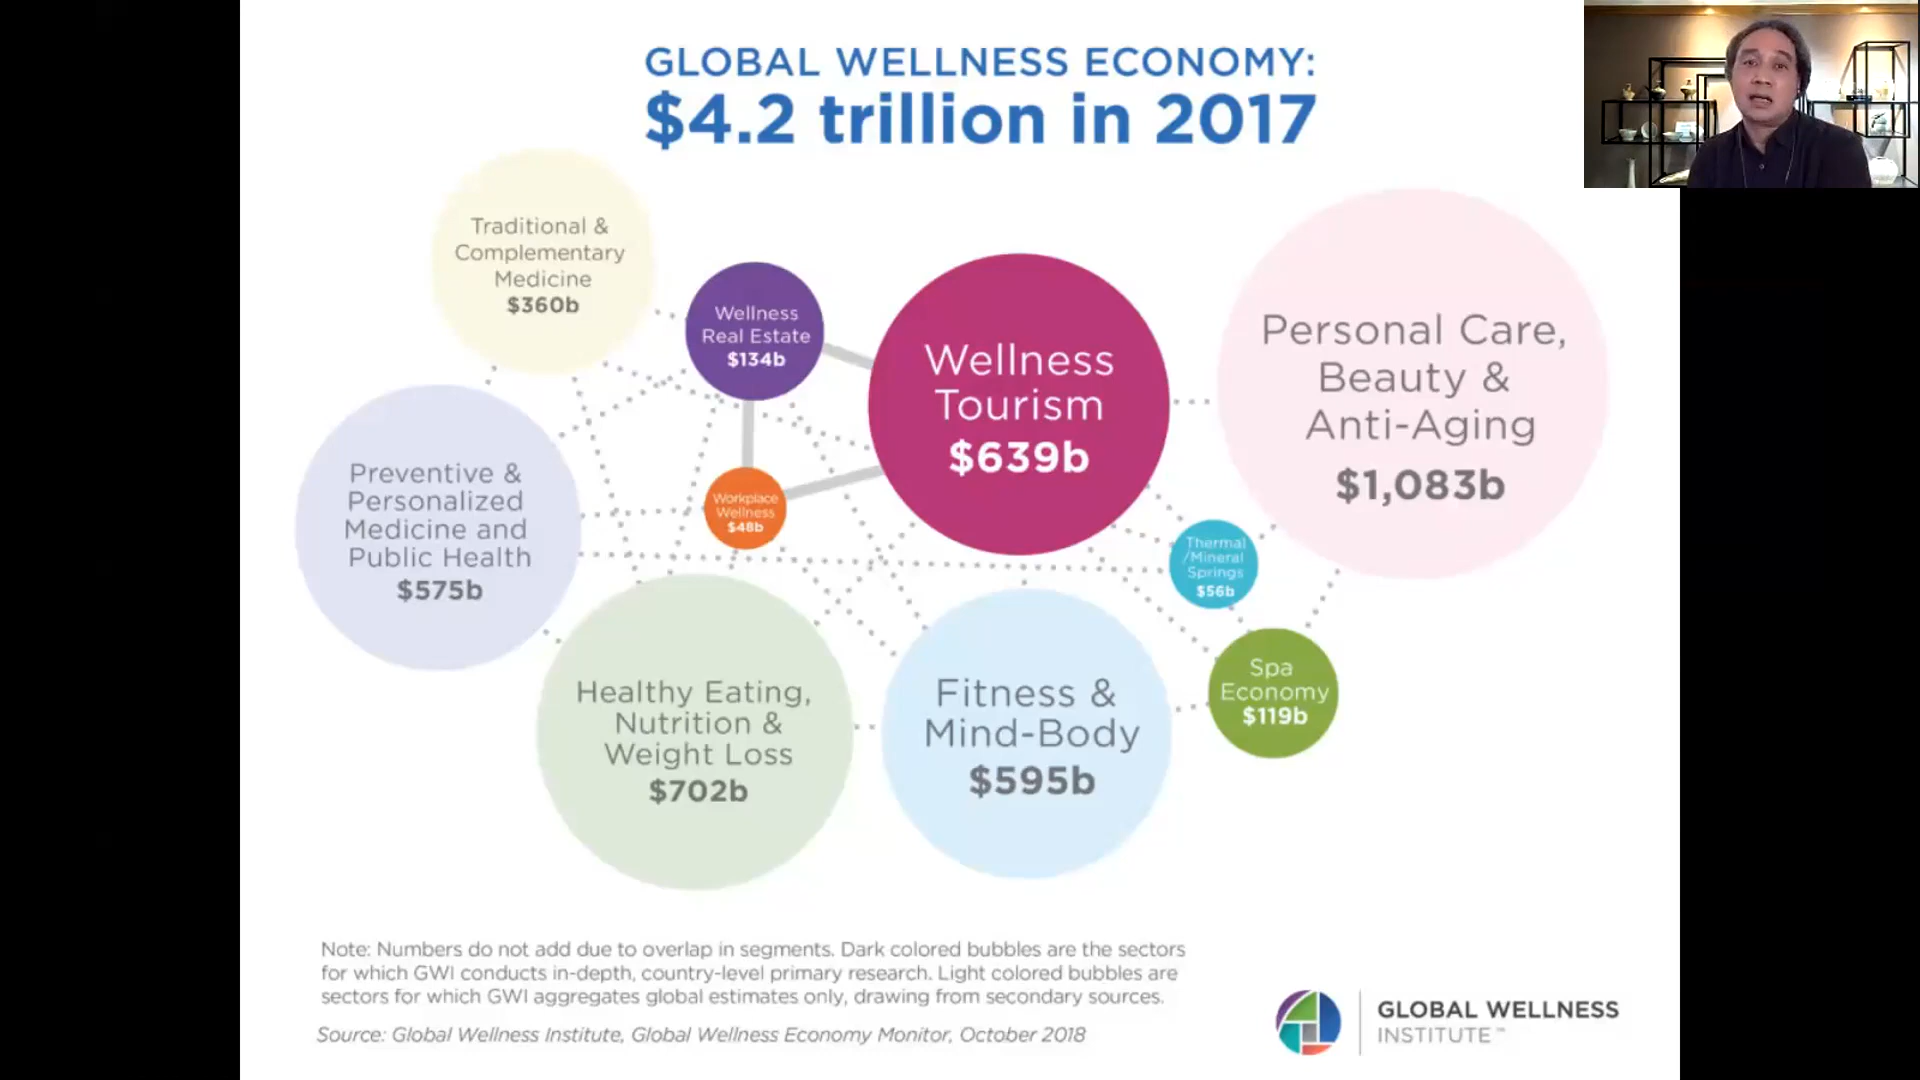 GLOBAL WELLNESS ECONOMY:
$4.2 trillion in 2017
Traditional &
Complementary
Medicine
$360b
Wellness
Real Estate
$134b
Wellness
Tourism
$639b
Personal Care,
Beauty &
Anti-Aging
$1,083b
Preventive &
Personalized
Medicine and
Public Health
$575b
Workplace
Wellness
$48b
Thermal
/Mineral
Springs
$56b
Healthy Eating,
Nutrition &
Weight Loss
$702b
Fitness &
Mind-Body
$595b
Spa
Economy
$119b
Note: Numbers do not add due to overlap in segments. Dark colored bubbles are the sectors
for which GWI conducts in-depth, country-level primary research. Light colored bubbles are
sectors for which GWI aggregates global estimates only, drawing from secondary sources.
Source: Global Wellness Institute, Global Wellness Economy Monitor, October 2018
GLOBAL WELLNESS
INSTITUTE™